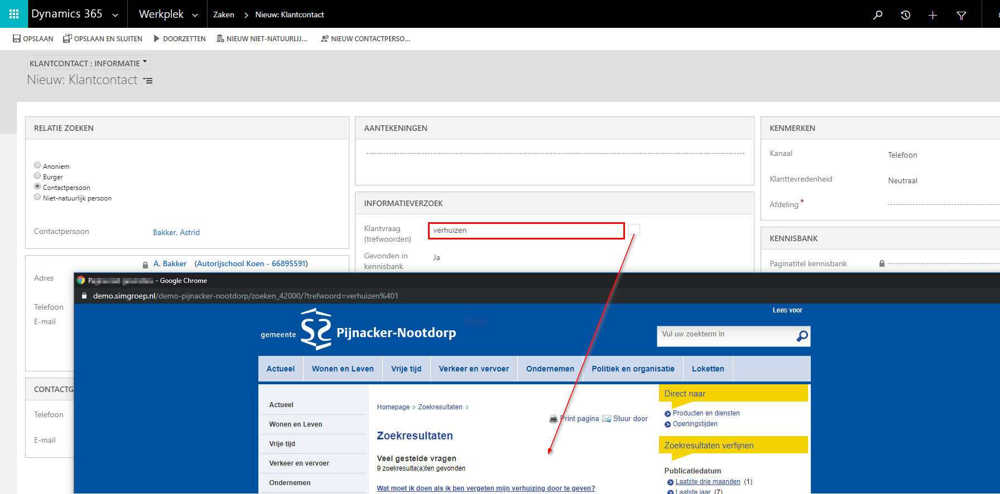 Dynamics 365
Werkplek
Zaken > Nieuw: Klantcontact
OPSLAAN
OPSLAAN EN SLUITEN
DOORZETTEN
NIEUW NIET-NATUURLIJ...
NIEUW CONTACTPERSO...
KLANTCONTACT : INFORMATIE
Nieuw: Klantcontact
RELATIE ZOEKEN
Anoniem
Burger
Contactpersoon
Niet-natuurlijk persoon
Contactpersoon
Bakker, Astrid
A. Bakker (Autorijschool Koen - 66895591)
Adres
Telefoon
E-mail
CONTACTG
Telefoon
E-mail
AANTEKENINGEN
INFORMATIEVERZOEK
Klantvraag
(trefwoorden)
verhuizen
Gevonden in
kennisbank
Ja
KENMERKEN
Kanaal
Telefoon
Klanttevredenheid
Neutraal
Afdeling *
KENNISBANK
Paginatitel kennisbank
- Google Chrome
demo.simgroep.nl/demo-pijnacker-nootdorp/zoeken_42000/?trefwoord=verhuizen%401
Lees voor
Menu
gemeente Pijnacker-Nootdorp
Vul uw zoekterm in
Actueel
Wonen en Leven
Vrije tijd
Verkeer en vervoer
Ondernemen
Politiek en organisatie
Loketten
Actueel
Wonen en Leven
Vrije tijd
Verkeer en vervoer
Ondernemen
Homepage > Zoekresultaten >
Print pagina
Stuur door
Zoekresultaten
Veel gestelde vragen
9 zoekresulta(a)ten gevonden
Wat moet ik doen als ik ben vergeten mijn verhuizing door te geven?
Direct naar
Producten en diensten
Openingstijden
Zoekresultaten verfijnen
Publicatiedatum
Laatste drie maanden (1)
Laatste jaar (7)